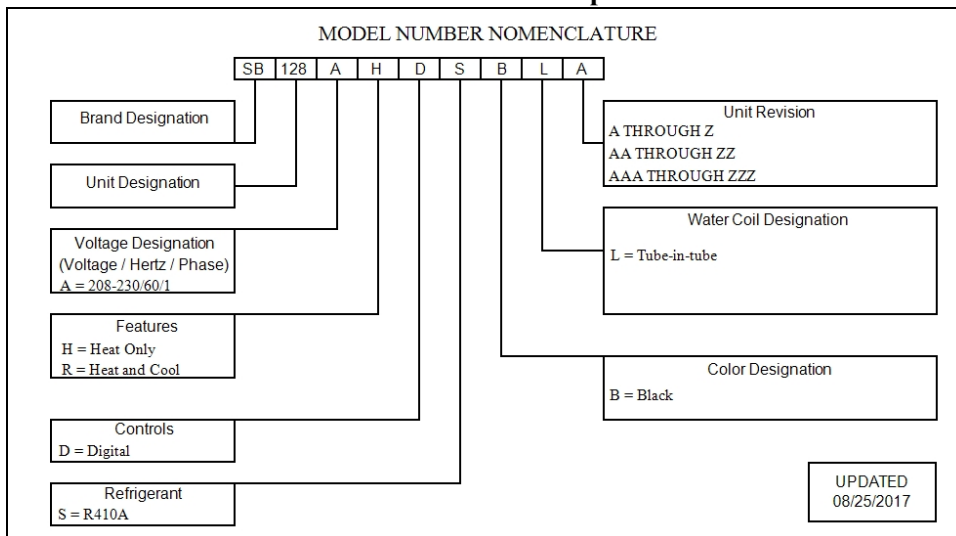 MODEL NUMBER NOMENCLATURE
SB 128 A H D S B L A
Brand Designation
Unit Designation
Voltage Designation
(Voltage / Hertz / Phase)
A = 208-230/60/1
Features
H = Heat Only
R = Heat and Cool
Controls
D = Digital
Refrigerant
S = R410A
Unit Revision
A THROUGH Z
AA THROUGH ZZ
AAA THROUGH ZZZ
Water Coil Designation
L = Tube-in-tube
Color Designation
B = Black
UPDATED
08/25/2017